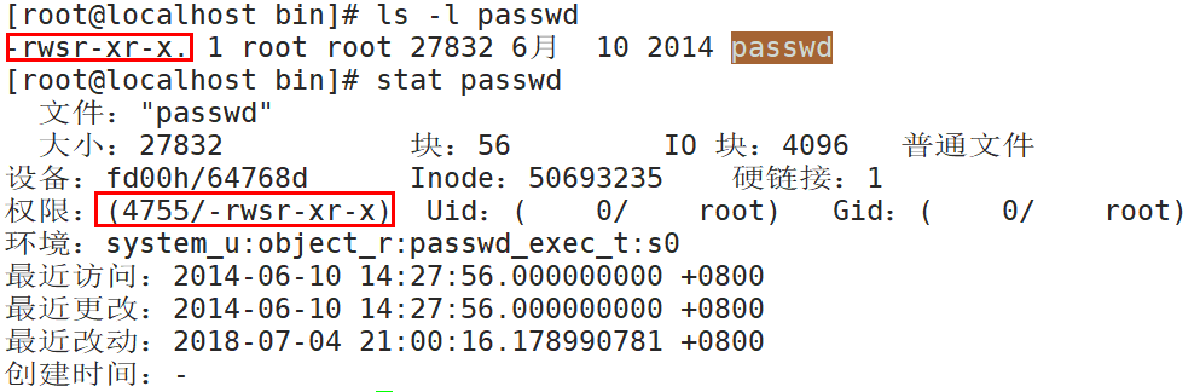 [root@localhost bin]# ls -l passwd
-rwsr-xr-x. 1 root root 27832 6月  10 2014 passwd
[root@localhost bin]# stat passwd
  文件："passwd"
  大小：27832           块：56         IO 块：4096   普通文件
设备：fd00h/64768d      Inode：50693235    硬链接：1
权限：(4755/-rwsr-xr-x)  Uid：(    0/    root)   Gid：(    0/    root)
环境：system_u:object_r:passwd_exec_t:s0
最近访问：2014-06-10 14:27:56.000000000 +0800
最近更改：2014-06-10 14:27:56.000000000 +0800
最近改动：2018-07-04 21:00:16.178990781 +0800
创建时间：-